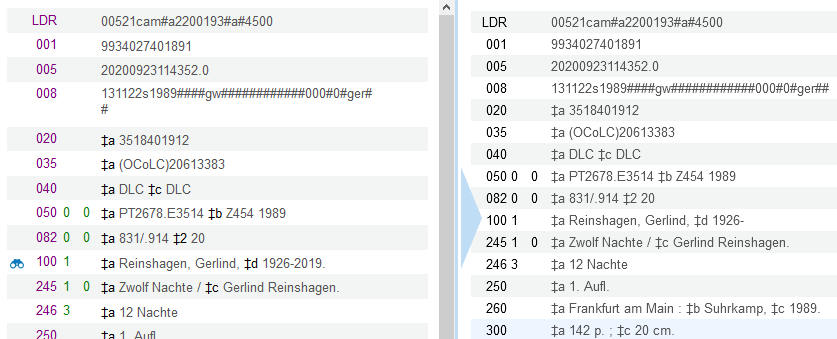 LDR 00521cam#a2200193#a#4500
001 9934027401891
005 20200923114352.0
008 131122s1989####gw############000#0#ger#
#
020 ‡a 3518401912
035 ‡a (OCoLC)20613383
040 ‡a DLC ‡c DLC
050 0 0 ‡a PT2678.E3514 ‡b Z454 1989
082 0 0 ‡a 831/.914 ‡2 20
100 1 ‡a Reinshagen, Gerlind, ‡d 1926-2019.
245 1 0 ‡a Zwolf Nachte / ‡c Gerlind Reinshagen.
246 3 ‡a 12 Nachte
250 ‡a 1. Aufl.
LDR 00521cam#a2200193#a#4500
001 9934027401891
005 20200923114352.0
008 131122s1989####gw############000#0#ger##
020 ‡a 3518401912
035 ‡a (OCoLC)20613383
040 ‡a DLC ‡c DLC
050 0 0 ‡a PT2678.E3514 ‡b Z454 1989
082 0 0 ‡a 831/.914 ‡2 20
100 1 ‡a Reinshagen, Gerlind, ‡d 1926-
245 1 0 ‡a Zwolf Nachte / ‡c Gerlind Reinshagen.
246 3 ‡a 12 Nachte
250 ‡a 1. Aufl.
260 ‡a Frankfurt am Main : ‡b Suhrkamp, ‡c 1989.
300 ‡a 142 p. ; ‡c 20 cm.